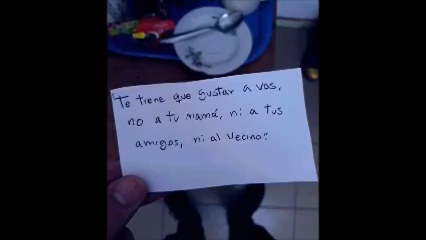 Te tiene que gustar a vos,
no a tu mamá, ni a tus
amigos, ni al vecino.